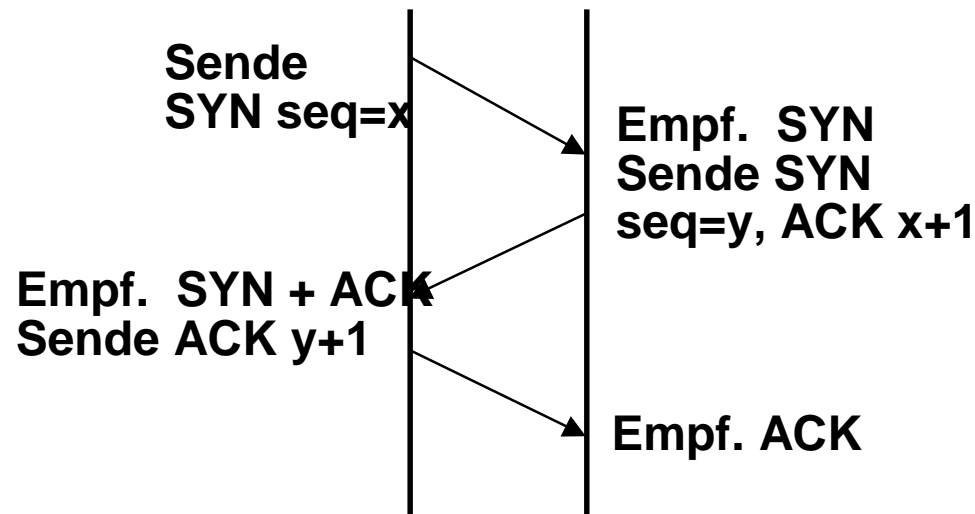 Sende
SYN seq=x
Empf. SYN
Sende SYN
seq=y, ACK x+1
Empf. SYN + ACK
Sende ACK y+1
Empf. ACK